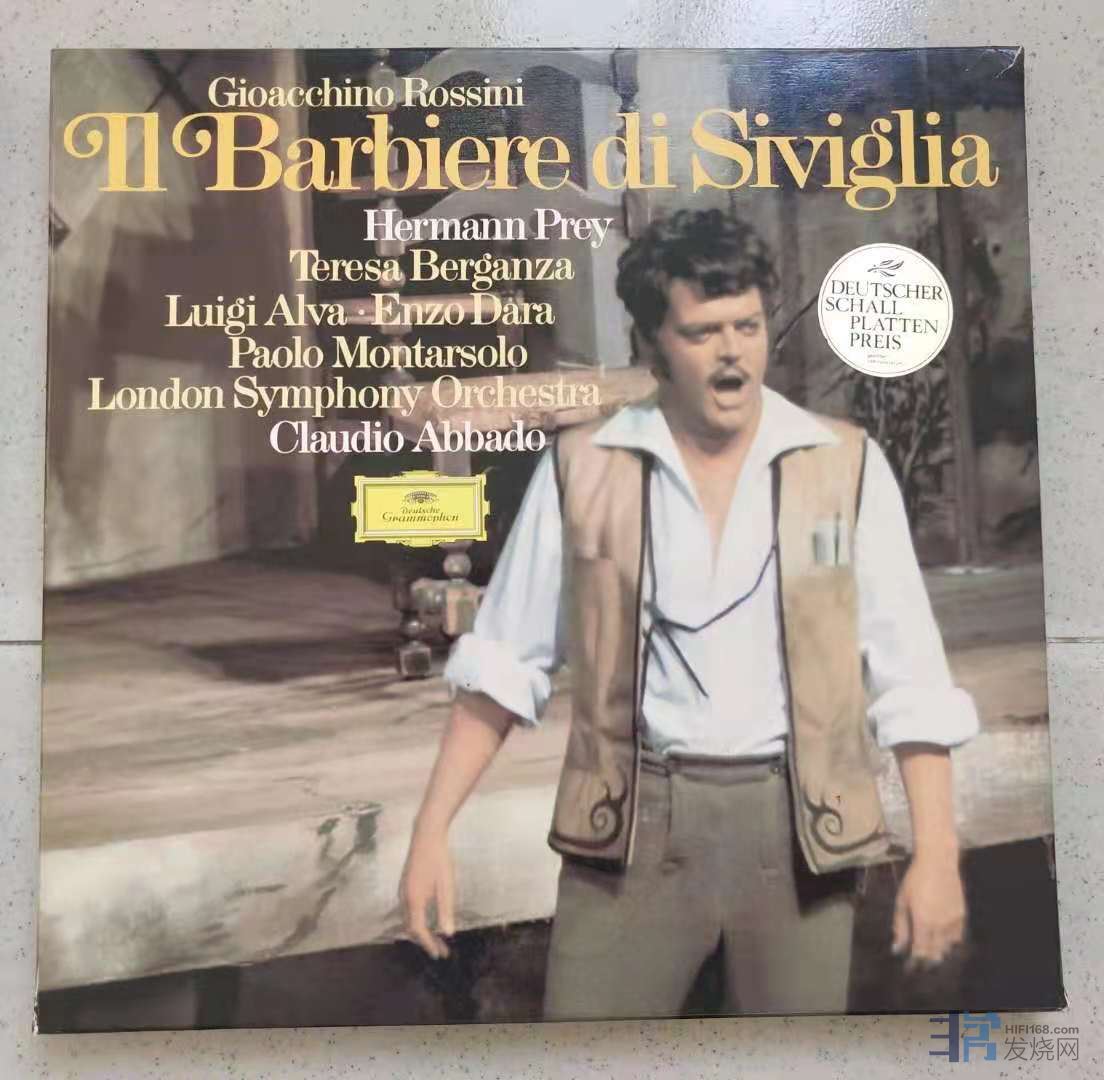 Gioacchino Rossini
Il Barbiere di Siviglia
Hermann Prey
Teresa Berganza
Luigi Alva · Enzo Dara
Paolo Montarsolo
London Symphony Orchestra
Claudio Abbado
Deutsche
Grammophon
DEUTSCHER
SCHALL
PLATTEN
PREIS
HIFI168.com
发烧网